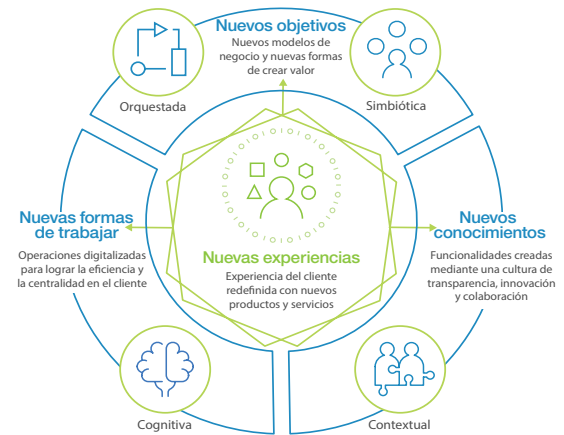 Nuevos objetivos
Nuevos modelos de
negocio y nuevas formas
de crear valor
Orquestada
Simbiótica
Nuevas formas
de trabajar
Operaciones digitalizadas
para lograr la eficiencia y
la centralidad en el cliente
Nuevas experiencias
Experiencia del cliente
redefinida con nuevos
productos y servicios
Nuevos
conocimientos
Funcionalidades creadas
mediante una cultura de
transparencia, innovación
y colaboración
Cognitiva
Contextual